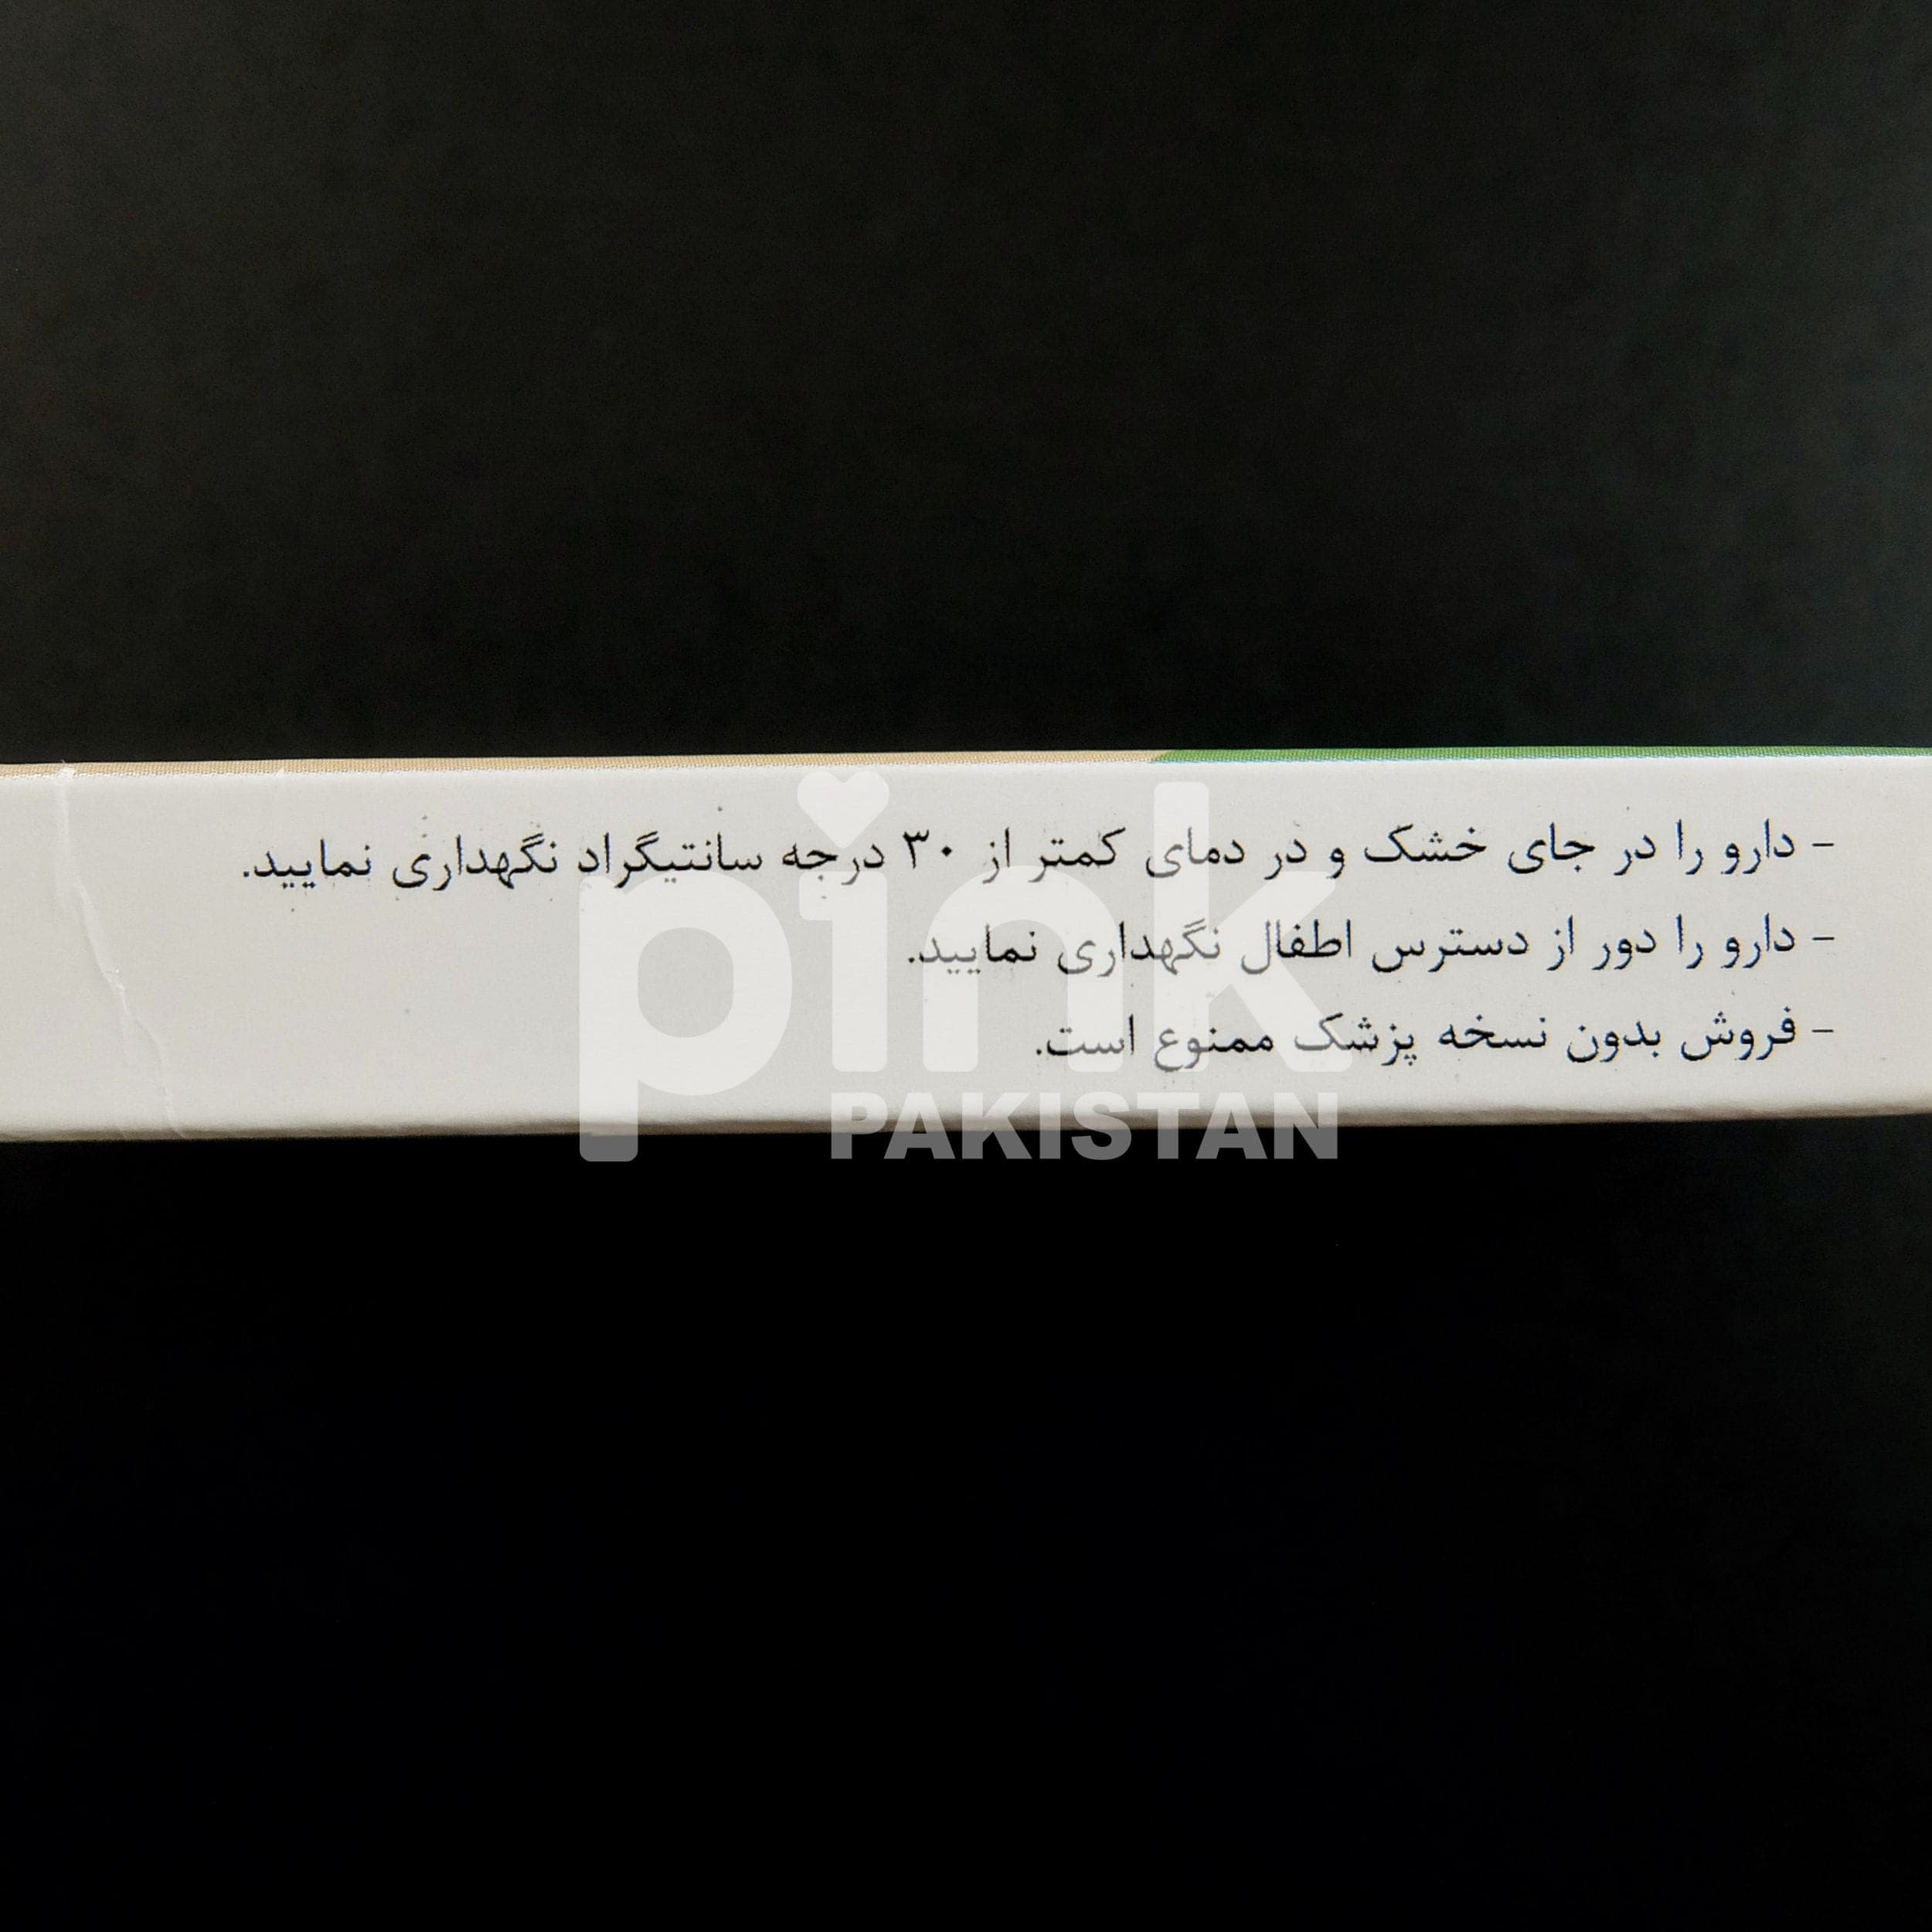 - دارو را در جای خشک و در دمای کمتر از ۳۰ درجه سانتیگراد نگهداری نمایید.
- دارو را دور از دسترس اطفال نگهداری نمایید.
- فروش بدون نسخه پزشک ممنوع است.
pink
PAKISTAN